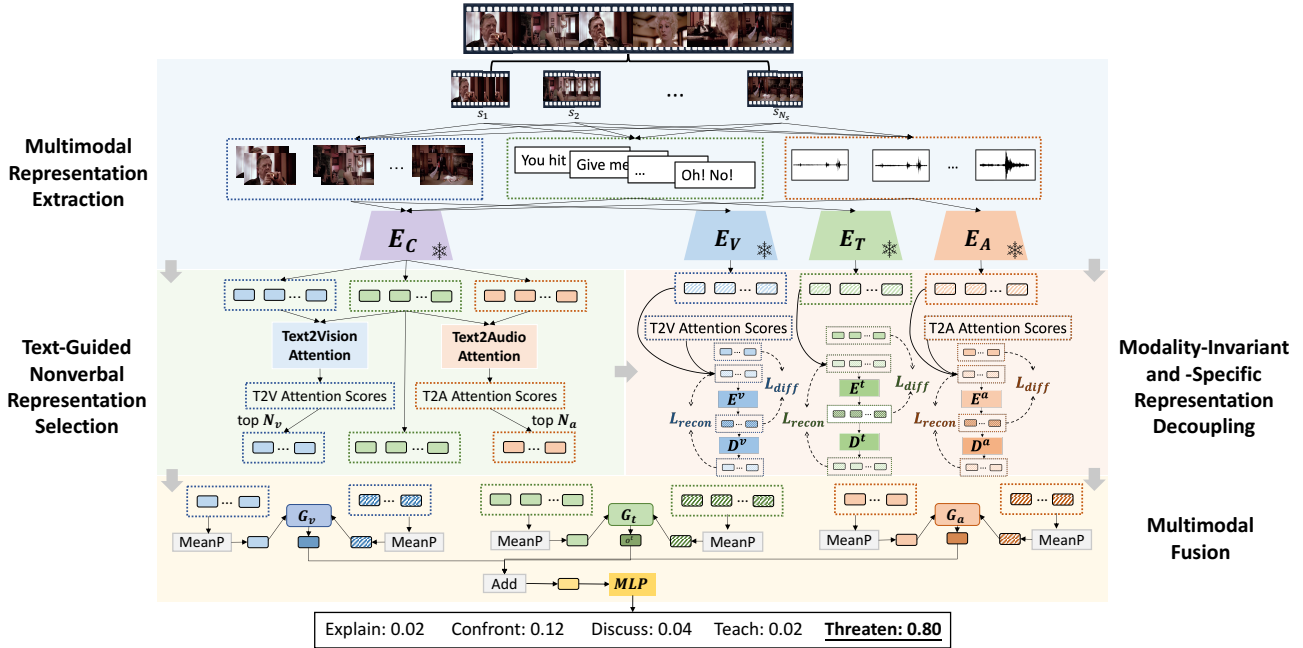 s₁ s₂ ... s_{N_s}
Multimodal
Representation
Extraction
You hit
Give me
...
Oh! No!
...
...
E_C
E_V
E_T
E_A
Text-Guided
Nonverbal
Representation
Selection
Text2Vision
Attention
Text2Audio
Attention
T2V Attention Scores
T2A Attention Scores
top N_v
top N_a
T2V Attention Scores
T2A Attention Scores
L_diff
L_diff
L_diff
E^v
E^t
E^a
L_recon
L_recon
L_recon
D^v
D^t
D^a
Modality-Invariant
and -Specific
Representation
Decoupling
G_v
G_t
G_a
MeanP
MeanP
MeanP
o^t
MeanP
MeanP
MeanP
Multimodal
Fusion
Add
MLP
Explain: 0.02 Confront: 0.12 Discuss: 0.04 Teach: 0.02 Threaten: 0.80